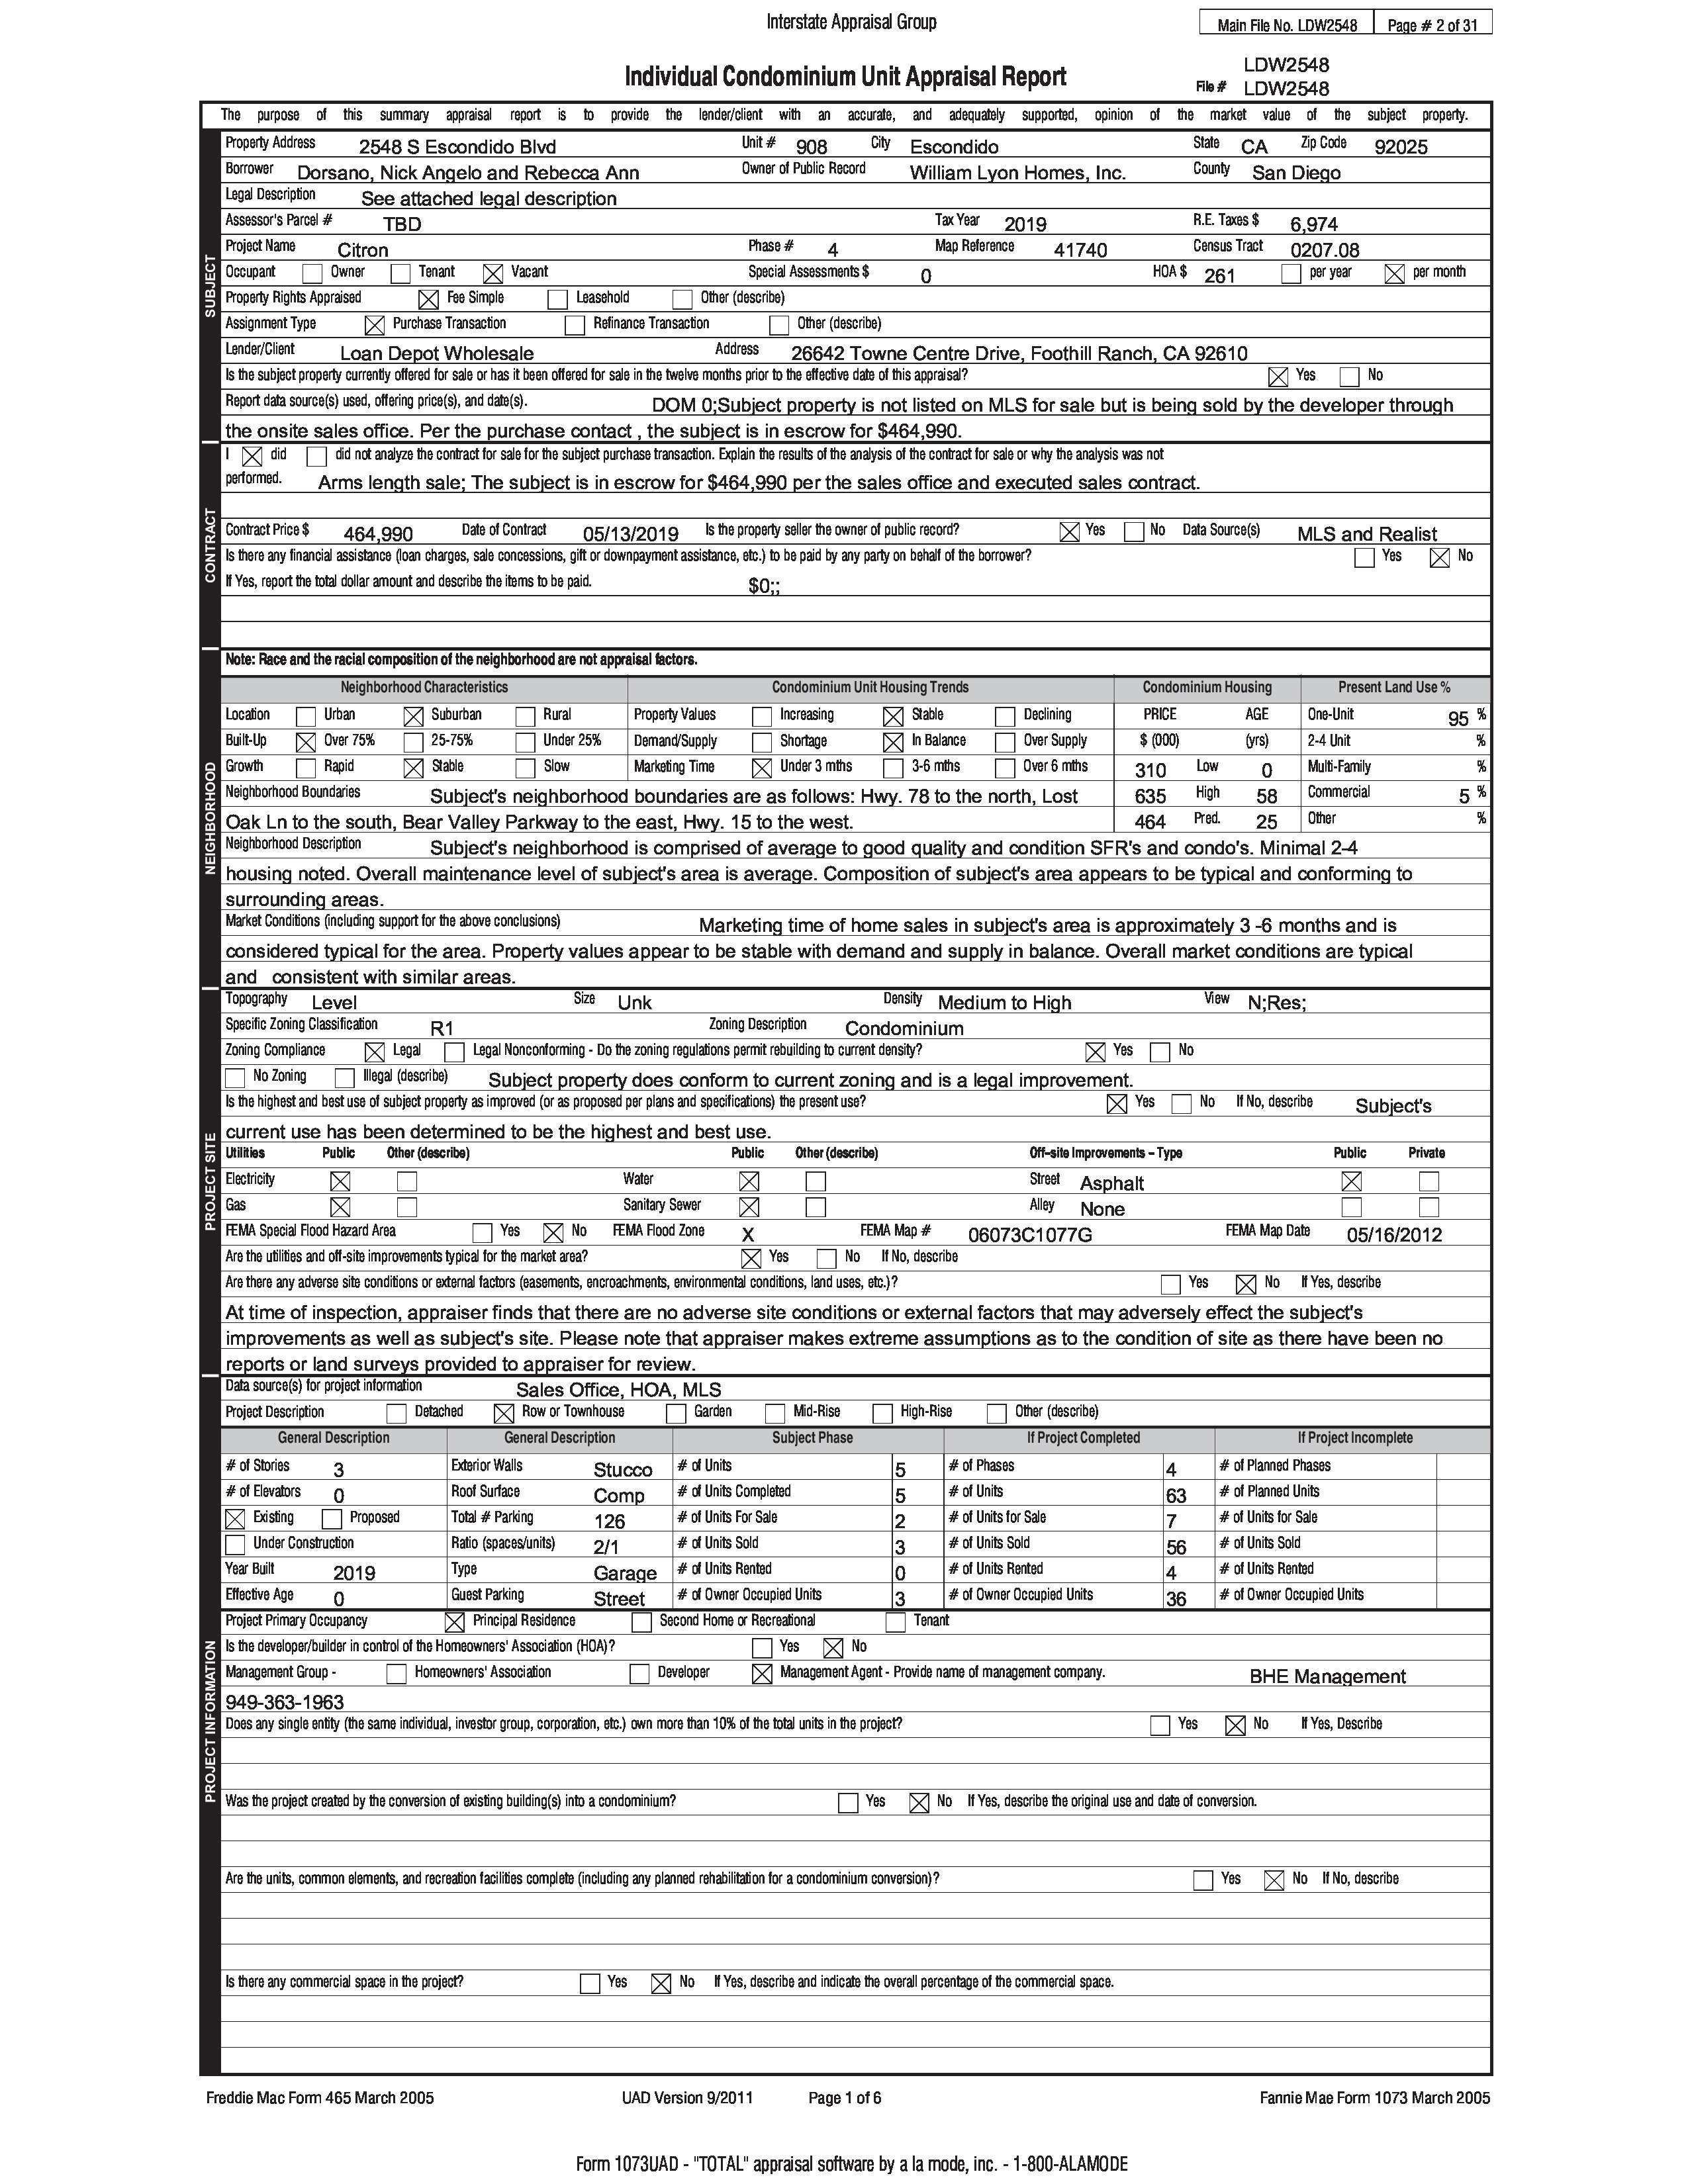 Interstate Appraisal Group
Main File No. LDW2548 Page # 2 of 31
LDW2548
Individual Condominium Unit Appraisal Report File # LDW2548
The purpose of this summary appraisal report is to provide the lender/client with an accurate, and adequately supported, opinion of the market value of the subject property.
SUBJECT
Property Address 2548 S Escondido Blvd Unit # 908 City Escondido State CA Zip Code 92025
Borrower Dorsano, Nick Angelo and Rebecca Ann Owner of Public Record William Lyon Homes, Inc. County San Diego
Legal Description See attached legal description
Assessor's Parcel # TBD Tax Year 2019 R.E. Taxes $ 6,974
Project Name Citron Phase # 4 Map Reference 41740 Census Tract 0207.08
Occupant Owner Tenant Vacant Special Assessments $ 0 HOA $ 261 per year per month
Property Rights Appraised Fee Simple Leasehold Other (describe)
Assignment Type Purchase Transaction Refinance Transaction Other (describe)
Lender/Client Loan Depot Wholesale Address 26642 Towne Centre Drive, Foothill Ranch, CA 92610
Is the subject property currently offered for sale or has it been offered for sale in the twelve months prior to the effective date of this appraisal? Yes No
Report data source(s) used, offering price(s), and date(s). DOM 0;Subject property is not listed on MLS for sale but is being sold by the developer through
the onsite sales office. Per the purchase contact , the subject is in escrow for $464,990.
CONTRACT
I did did not analyze the contract for sale for the subject purchase transaction. Explain the results of the analysis of the contract for sale or why the analysis was not
performed. Arms length sale; The subject is in escrow for $464,990 per the sales office and executed sales contract.
Contract Price $ 464,990 Date of Contract 05/13/2019 Is the property seller the owner of public record? Yes No Data Source(s) MLS and Realist
Is there any financial assistance (loan charges, sale concessions, gift or downpayment assistance, etc.) to be paid by any party on behalf of the borrower? Yes No
If Yes, report the total dollar amount and describe the items to be paid. $0;;
NEIGHBORHOOD
Note: Race and the racial composition of the neighborhood are not appraisal factors.
Neighborhood Characteristics Condominium Unit Housing Trends Condominium Housing Present Land Use %
Location Urban Suburban Rural Property Values Increasing Stable Declining PRICE AGE One-Unit 95 %
Built-Up Over 75% 25-75% Under 25% Demand/Supply Shortage In Balance Over Supply $ (000) (yrs) 2-4 Unit %
Growth Rapid Stable Slow Marketing Time Under 3 mths 3-6 mths Over 6 mths 310 Low 0 Multi-Family %
Neighborhood Boundaries Subject's neighborhood boundaries are as follows: Hwy. 78 to the north, Lost 635 High 58 Commercial 5 %
Oak Ln to the south, Bear Valley Parkway to the east, Hwy. 15 to the west. 464 Pred. 25 Other %
Neighborhood Description Subject's neighborhood is comprised of average to good quality and condition SFR's and condo's. Minimal 2-4
housing noted. Overall maintenance level of subject's area is average. Composition of subject's area appears to be typical and conforming to
surrounding areas.
Market Conditions (including support for the above conclusions) Marketing time of home sales in subject's area is approximately 3 -6 months and is
considered typical for the area. Property values appear to be stable with demand and supply in balance. Overall market conditions are typical
and consistent with similar areas.
PROJECT SITE
Topography Level Size Unk Density Medium to High View N;Res;
Specific Zoning Classification R1 Zoning Description Condominium
Zoning Compliance Legal Legal Nonconforming - Do the zoning regulations permit rebuilding to current density? Yes No
No Zoning Illegal (describe) Subject property does conform to current zoning and is a legal improvement.
Is the highest and best use of subject property as improved (or as proposed per plans and specifications) the present use? Yes No If No, describe Subject's
current use has been determined to be the highest and best use.
Utilities Public Other (describe) Public Other (describe) Off-site Improvements - Type Public Private
Electricity Water Street Asphalt
Gas Sanitary Sewer Alley None
FEMA Special Flood Hazard Area Yes No FEMA Flood Zone X FEMA Map # 06073C1077G FEMA Map Date 05/16/2012
Are the utilities and off-site improvements typical for the market area? Yes No If No, describe
Are there any adverse site conditions or external factors (easements, encroachments, environmental conditions, land uses, etc.)? Yes No If Yes, describe
At time of inspection, appraiser finds that there are no adverse site conditions or external factors that may adversely effect the subject's
improvements as well as subject's site. Please note that appraiser makes extreme assumptions as to the condition of site as there have been no
reports or land surveys provided to appraiser for review.
PROJECT INFORMATION
Data source(s) for project information Sales Office, HOA, MLS
Project Description Detached Row or Townhouse Garden Mid-Rise High-Rise Other (describe)
General Description General Description Subject Phase If Project Completed If Project Incomplete
# of Stories 3 Exterior Walls Stucco # of Units 5 # of Phases 4 # of Planned Phases
# of Elevators 0 Roof Surface Comp # of Units Completed 5 # of Units 63 # of Planned Units
Existing Proposed Total # Parking 126 # of Units For Sale 2 # of Units for Sale 7 # of Units for Sale
Under Construction Ratio (spaces/units) 2/1 # of Units Sold 3 # of Units Sold 56 # of Units Sold
Year Built 2019 Type Garage # of Units Rented 0 # of Units Rented 4 # of Units Rented
Effective Age 0 Guest Parking Street # of Owner Occupied Units 3 # of Owner Occupied Units 36 # of Owner Occupied Units
Project Primary Occupancy Principal Residence Second Home or Recreational Tenant
Is the developer/builder in control of the Homeowners' Association (HOA)? Yes No
Management Group - Homeowners' Association Developer Management Agent - Provide name of management company. BHE Management
949-363-1963
Does any single entity (the same individual, investor group, corporation, etc.) own more than 10% of the total units in the project? Yes No If Yes, Describe
Was the project created by the conversion of existing building(s) into a condominium? Yes No If Yes, describe the original use and date of conversion.
Are the units, common elements, and recreation facilities complete (including any planned rehabilitation for a condominium conversion)? Yes No If No, describe
Is there any commercial space in the project? Yes No If Yes, describe and indicate the overall percentage of the commercial space.
Freddie Mac Form 465 March 2005 UAD Version 9/2011 Page 1 of 6 Fannie Mae Form 1073 March 2005
Form 1073UAD - "TOTAL" appraisal software by a la mode, inc. - 1-800-ALAMODE